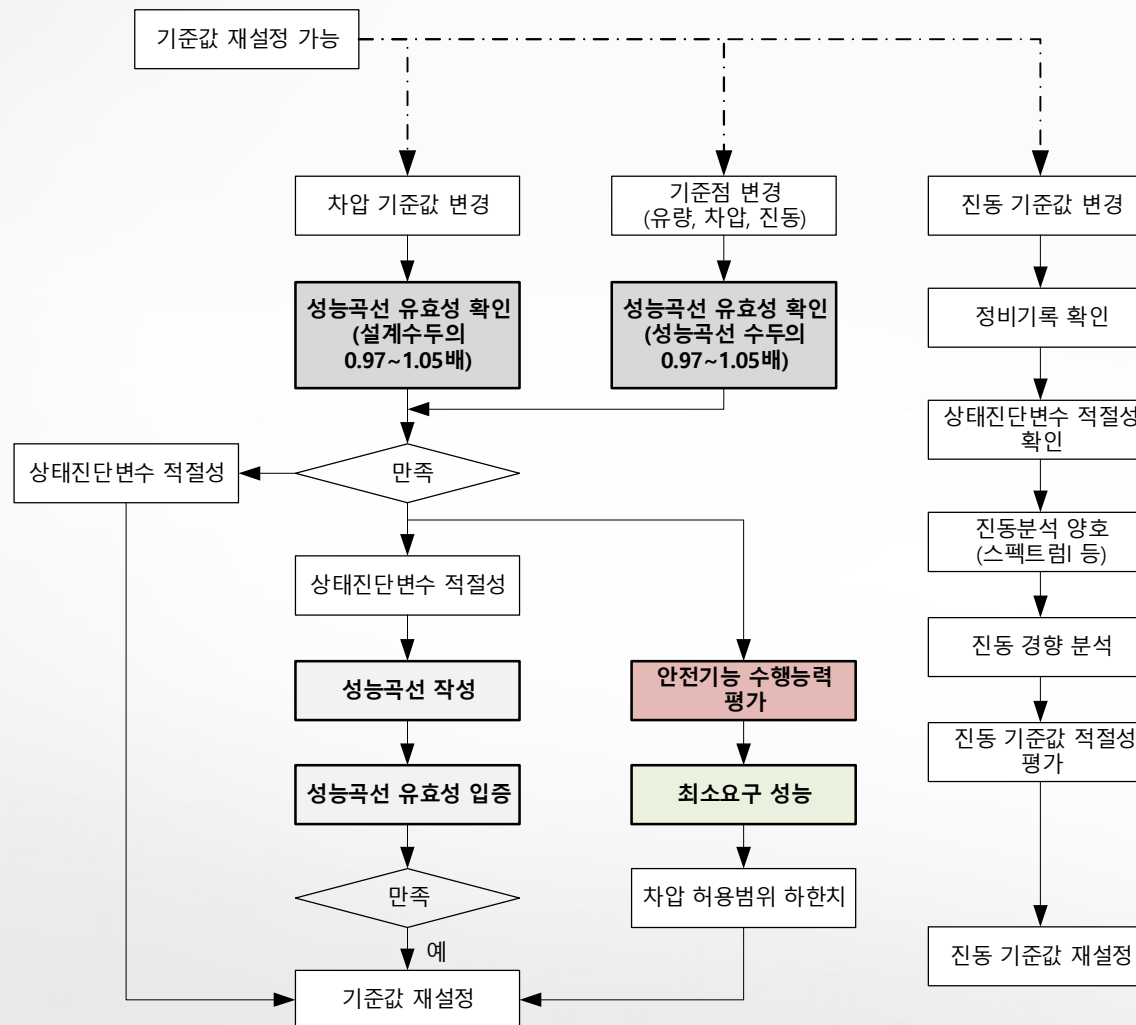 기준값 재설정 가능
차압 기준값 변경
기준점 변경
(유량, 차압, 진동)
진동 기준값 변경
성능곡선 유효성 확인
(설계수두의
0.97~1.05배)
성능곡선 유효성 확인
(성능곡선 수두의
0.97~1.05배)
정비기록 확인
상태진단변수 적절성
확인
상태진단변수 적절성
만족
진동분석 양호
(스펙트럼 등)
상태진단변수 적절성
진동 경향 분석
성능곡선 작성
안전기능 수행능력
평가
진동 기준값 적절성
평가
성능곡선 유효성 입증
최소요구 성능
만족
차압 허용범위 하한치
예
기준값 재설정
진동 기준값 재설정